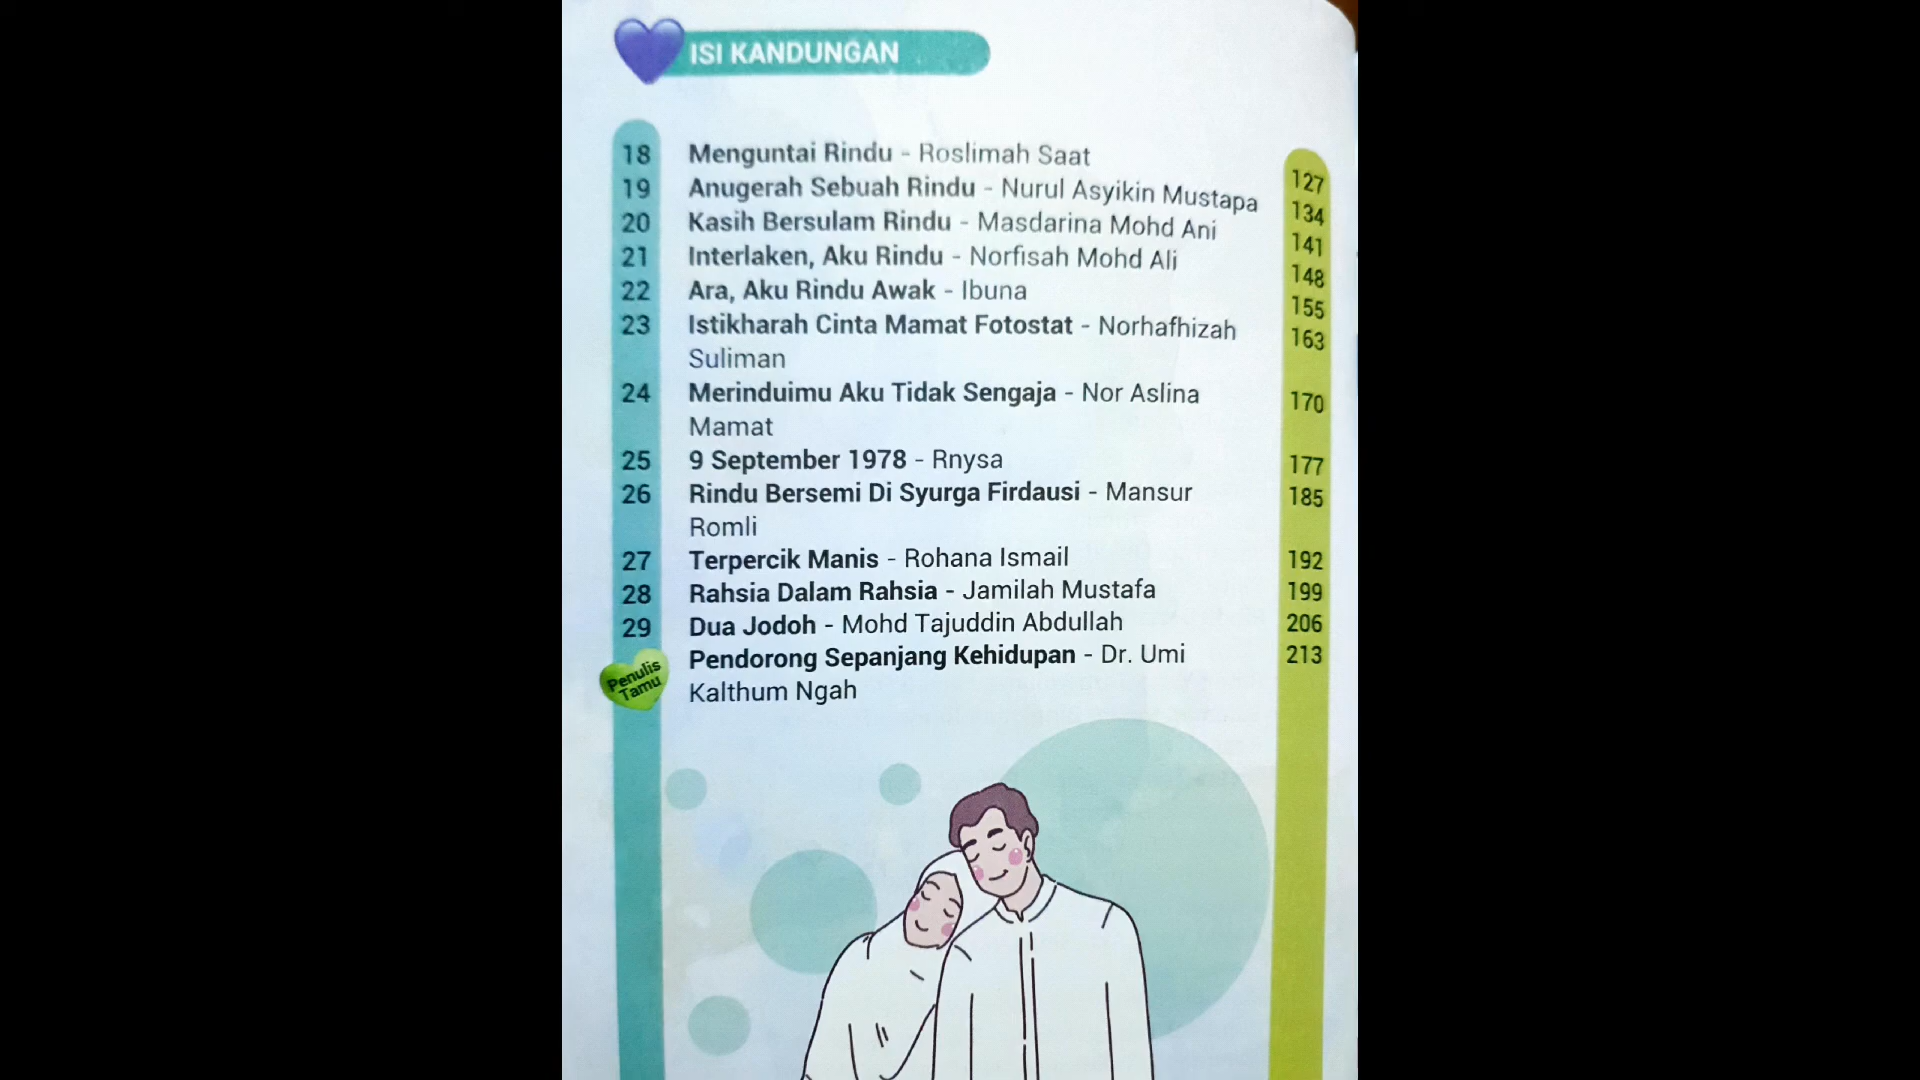 ISI KANDUNGAN
18 Menguntai Rindu - Roslimah Saat 127
19 Anugerah Sebuah Rindu - Nurul Asyikin Mustapa 134
20 Kasih Bersulam Rindu - Masdarina Mohd Ani 141
21 Interlaken, Aku Rindu - Norfisah Mohd Ali 148
22 Ara, Aku Rindu Awak - Ibuna 155
23 Istikharah Cinta Mamat Fotostat - Norhafhizah 163
Suliman
24 Merinduimu Aku Tidak Sengaja - Nor Aslina 170
Mamat
25 9 September 1978 - Rnysa 177
26 Rindu Bersemi Di Syurga Firdausi - Mansur 185
Romli
27 Terpercik Manis - Rohana Ismail 192
28 Rahsia Dalam Rahsia - Jamilah Mustafa 199
29 Dua Jodoh - Mohd Tajuddin Abdullah 206
Penulis
Tamu
Pendorong Sepanjang Kehidupan - Dr. Umi 213
Kalthum Ngah